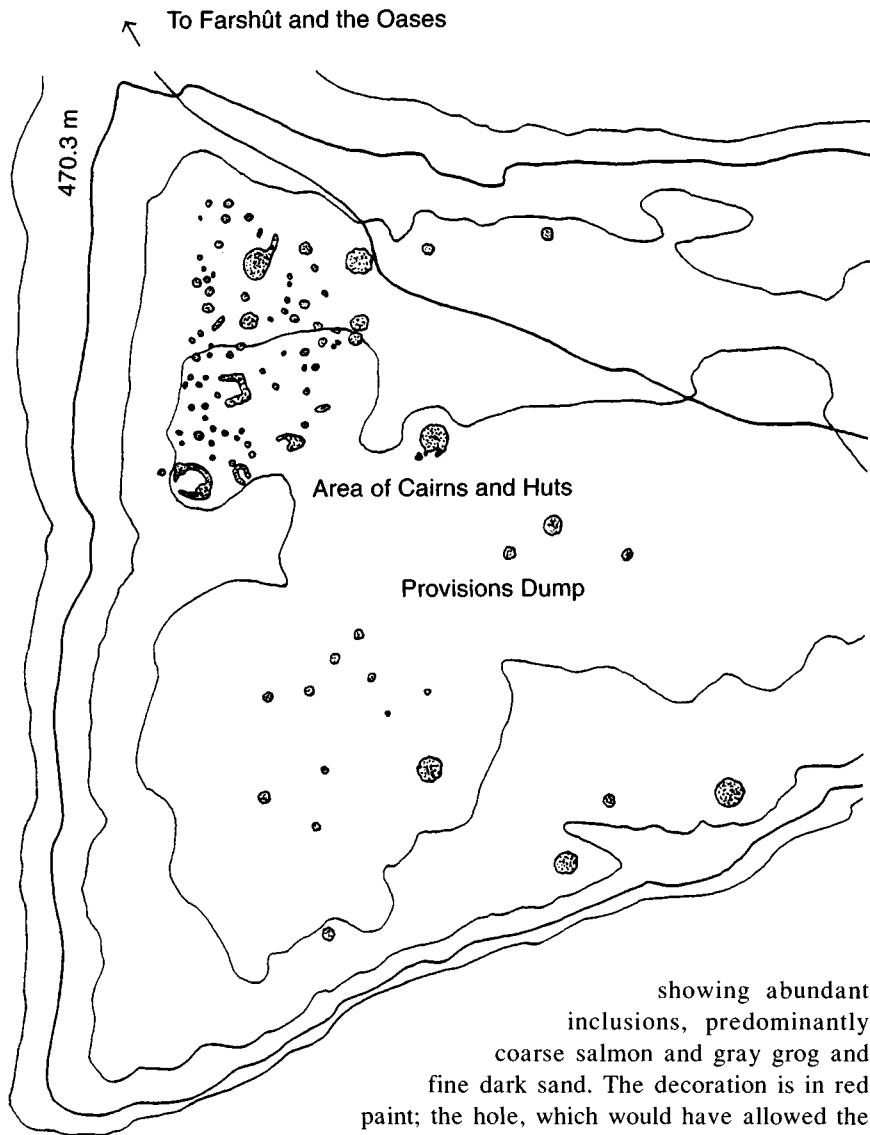 To Farshût and the Oases
470.3 m
Area of Cairns and Huts
Provisions Dump
showing abundant
inclusions, predominantly
coarse salmon and gray grog and
fine dark sand. The decoration is in red
paint; the hole, which would have allowed the